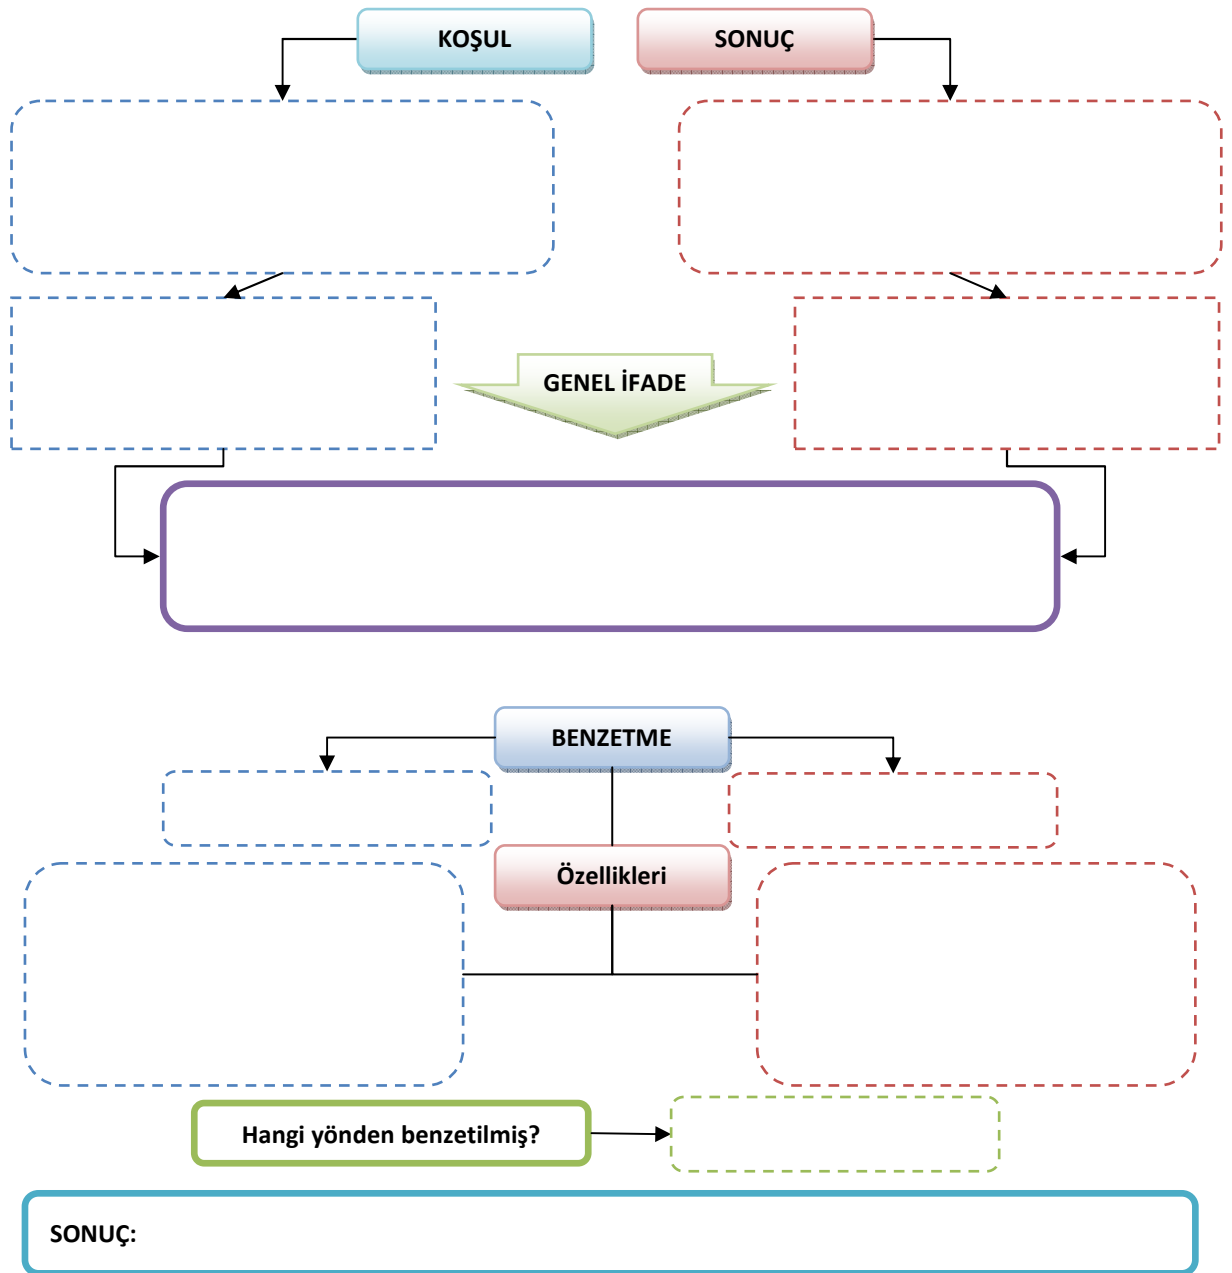 KOŞUL
SONUÇ
GENEL İFADE
BENZETME
Özellikleri
Hangi yönden benzetilmiş?
SONUÇ: